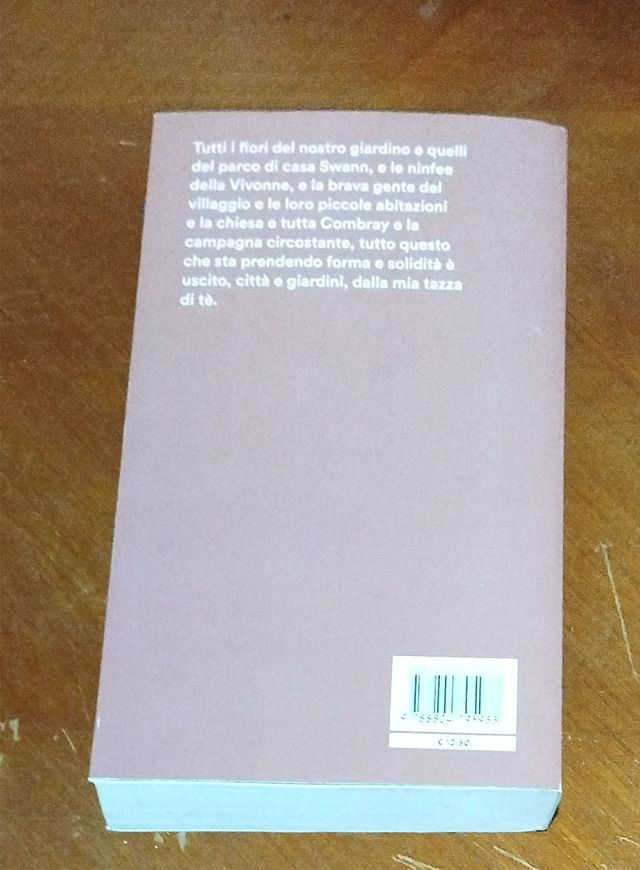 Tutti i fiori del nostro giardino e quelli
del parco di casa Swann, e le ninfee
della Vivonne, e la brava gente del
villaggio e le loro piccole abitazioni
e la chiesa e tutta Combray e la
campagna circostante, tutto questo
che sta prendendo forma e solidità è
uscito, città e giardini, dalla mia tazza
di tè.